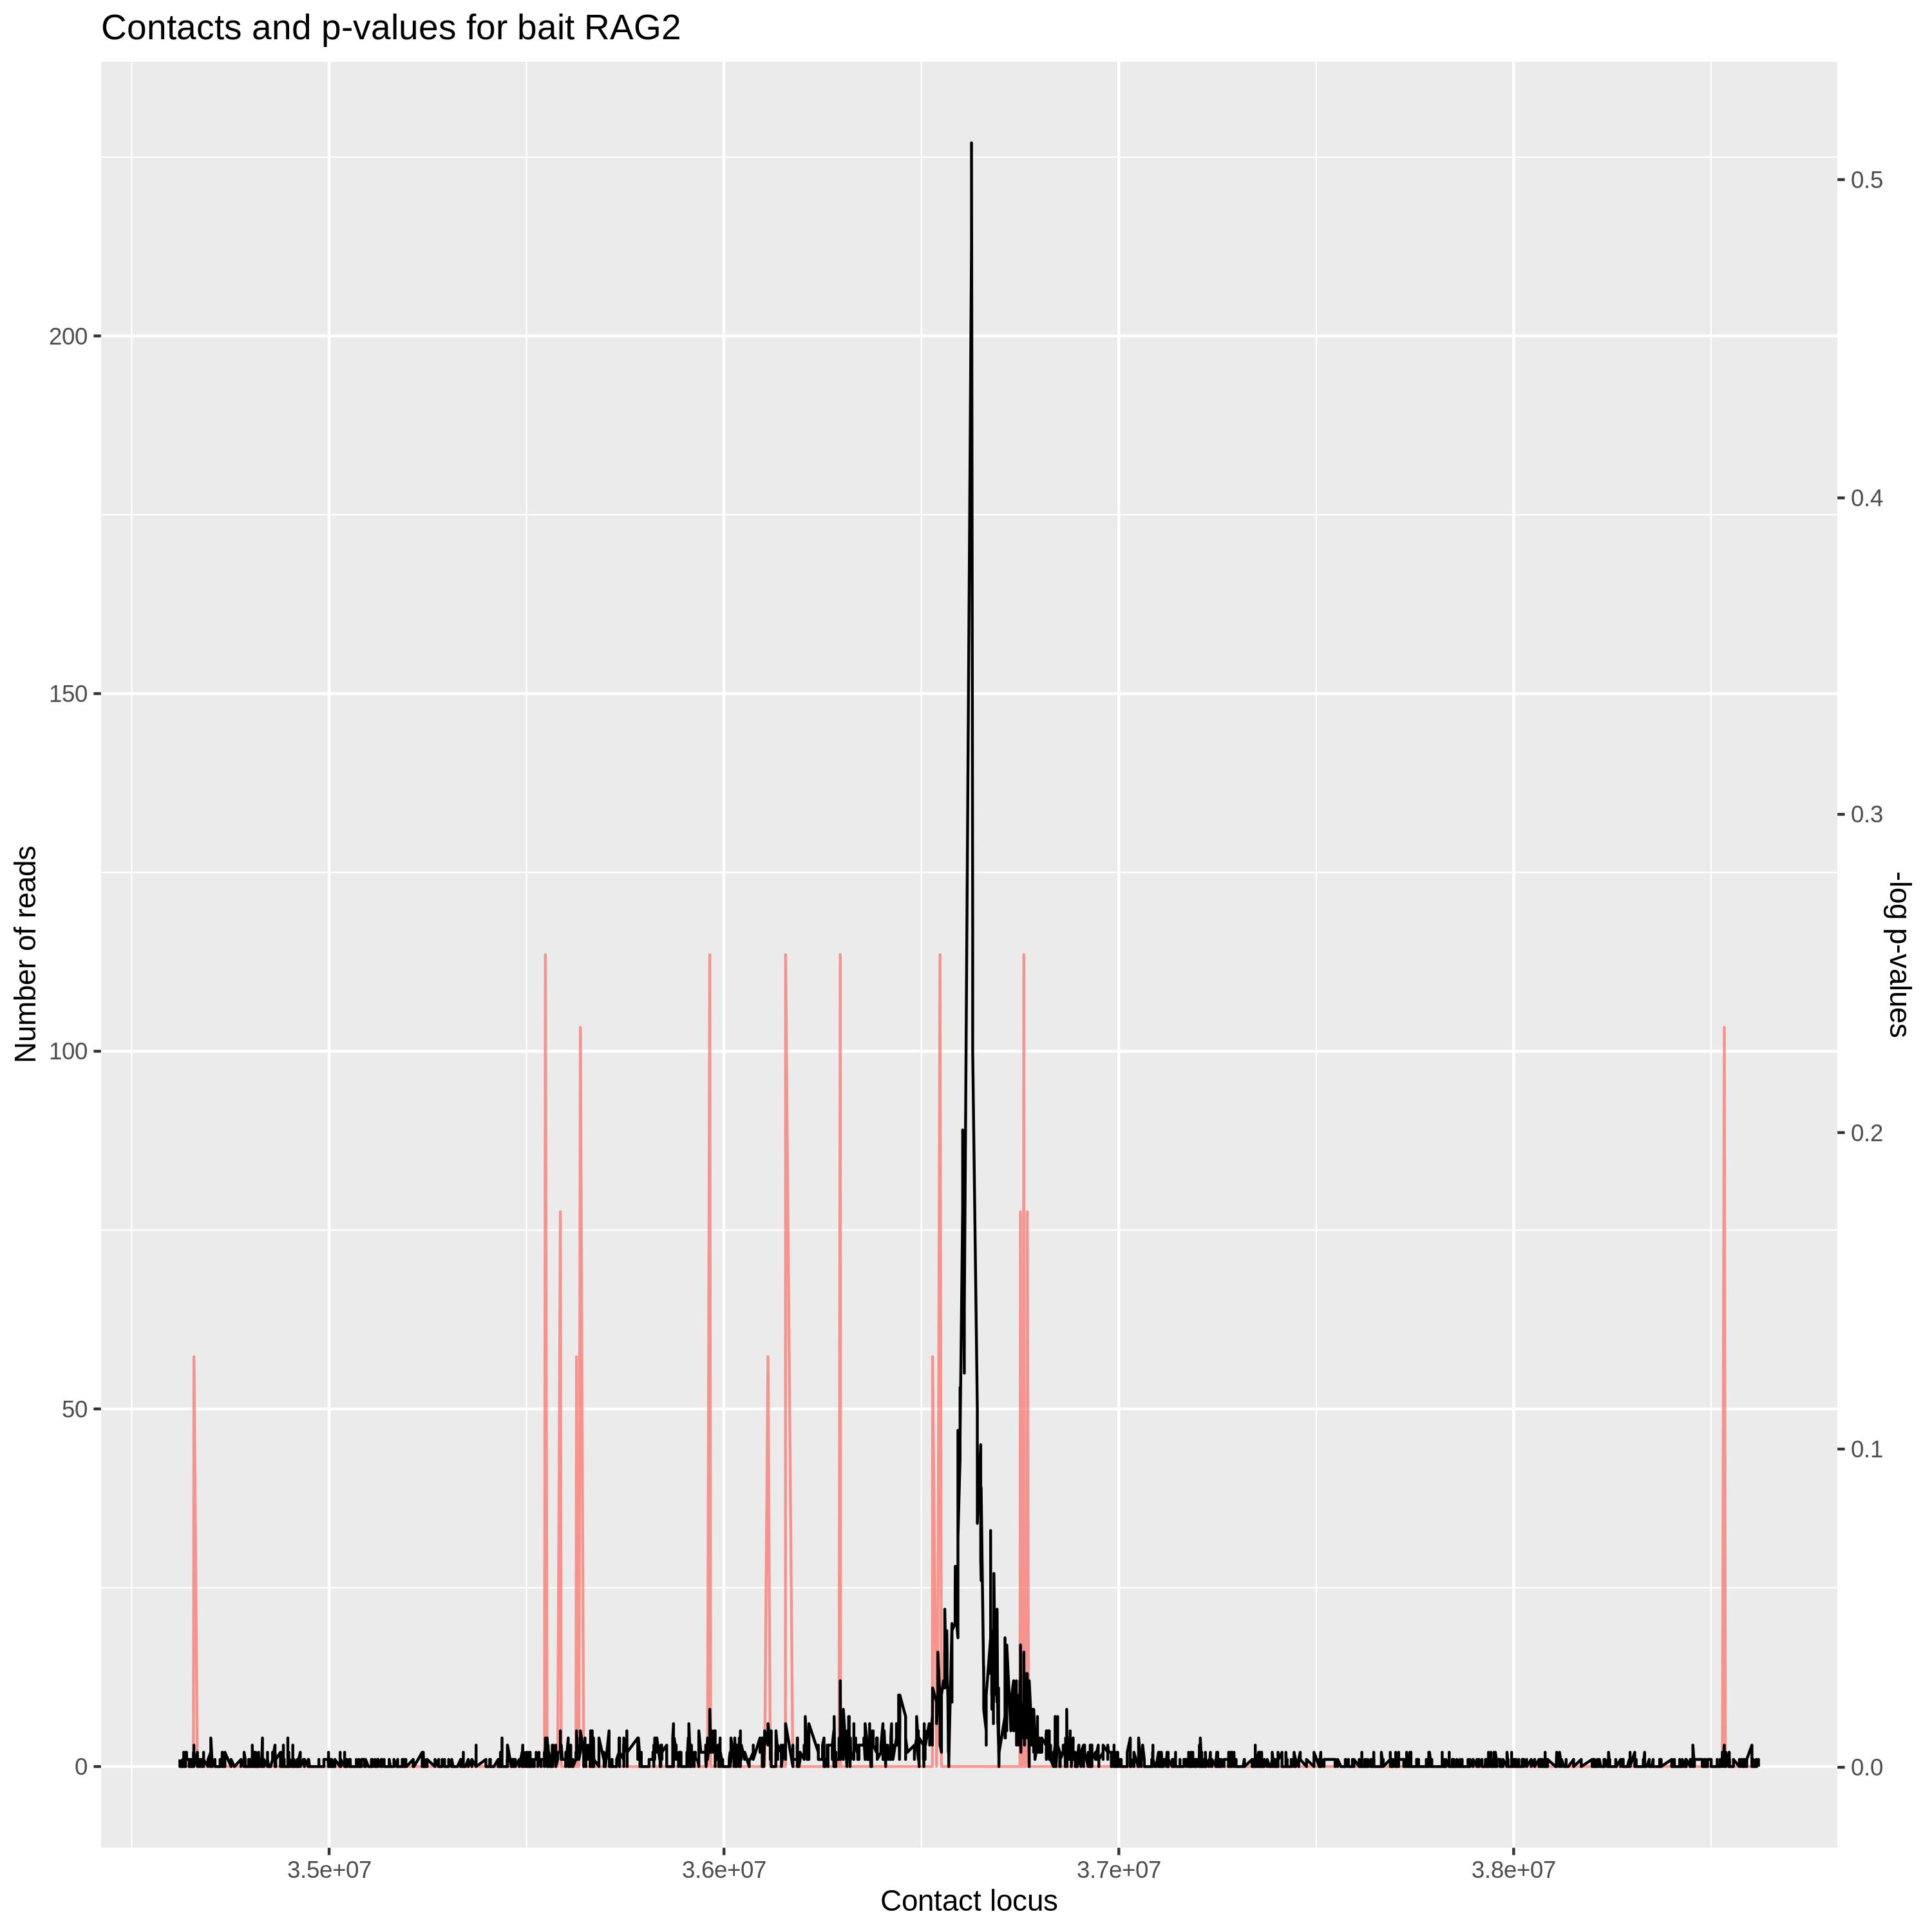 Contacts and p-values for bait RAG2
200
150
100
50
0
Number of reads
0.5
0.4
0.3
0.2
0.1
0.0
-log p-values
3.5e+07
3.6e+07
3.7e+07
3.8e+07
Contact locus